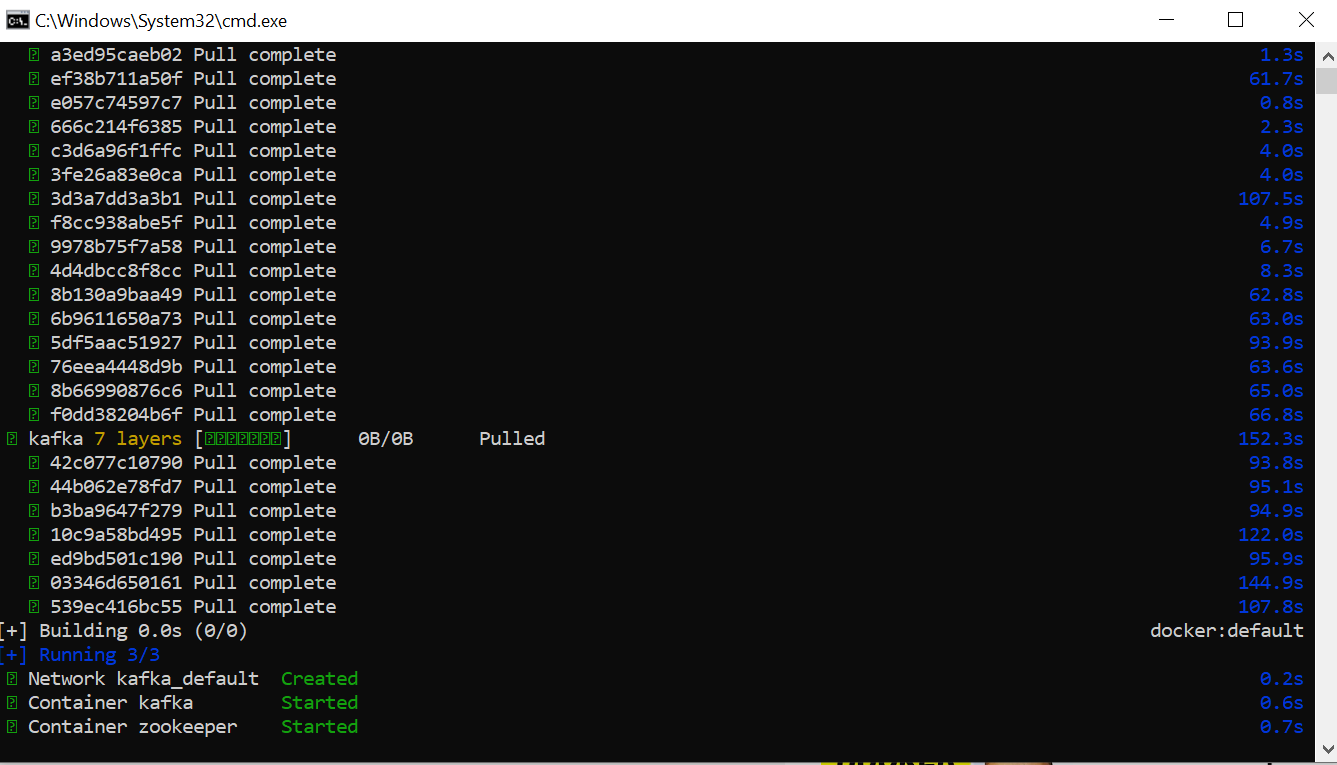 C:\Windows\System32\cmd.exe
a3ed95caeb02 Pull complete 1.3s
ef38b711a50f Pull complete 61.7s
e057c74597c7 Pull complete 0.8s
666c214f6385 Pull complete 2.3s
c3d6a96f1ffc Pull complete 4.0s
3fe26a83e0ca Pull complete 4.0s
3d3a7dd3a3b1 Pull complete 107.5s
f8cc938abe5f Pull complete 4.9s
9978b75f7a58 Pull complete 6.7s
4d4dbcc8f8cc Pull complete 8.3s
8b130a9baa49 Pull complete 62.8s
6b9611650a73 Pull complete 63.0s
5df5aac51927 Pull complete 93.9s
76eea4448d9b Pull complete 63.6s
8b66990876c6 Pull complete 65.0s
f0dd38204b6f Pull complete 66.8s
kafka 7 layers [⍰⍰⍰⍰⍰⍰⍰] 0B/0B Pulled 152.3s
42c077c10790 Pull complete 93.8s
44b062e78fd7 Pull complete 95.1s
b3ba9647f279 Pull complete 94.9s
10c9a58bd495 Pull complete 122.0s
ed9bd501c190 Pull complete 95.9s
03346d650161 Pull complete 144.9s
539ec416bc55 Pull complete 107.8s
[+] Building 0.0s (0/0) docker:default
[+] Running 3/3
Network kafka_default Created 0.2s
Container kafka Started 0.6s
Container zookeeper Started 0.7s